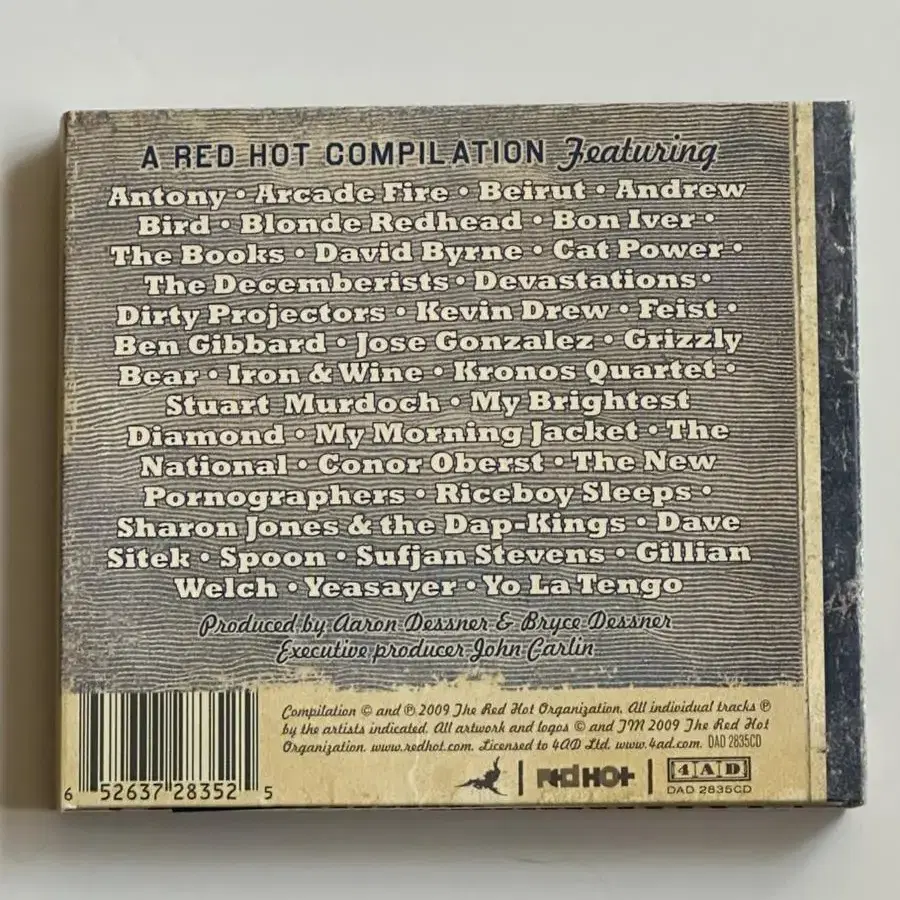 A RED HOT COMPILATION Featuring
Antony • Arcade Fire • Beirut • Andrew
Bird • Blonde Redhead • Bon Iver •
The Books • David Byrne • Cat Power •
The Decemberists • Devastations •
Dirty Projectors • Kevin Drew • Feist •
Ben Gibbard • Jose Gonzalez • Grizzly
Bear • Iron & Wine • Kronos Quartet •
Stuart Murdoch • My Brightest
Diamond • My Morning Jacket • The
National • Conor Oberst • The New
Pornographers • Riceboy Sleeps •
Sharon Jones & the Dap-Kings • Dave
Sitek • Spoon • Sufjan Stevens • Gillian
Welch • Yeasayer • Yo La Tengo
Produced by Aaron Dessner & Bryce Dessner
Executive producer John Carlin
Compilation © and ℗ 2009 The Red Hot Organization. All individual tracks ℗
by the artists indicated. All artwork and logos © and TM 2009 The Red Hot
Organization. www.redhot.com. Licensed to 4AD Ltd. www.4ad.com. DAD 2835CD
6 52637 28352 5
Red HOt
4AD
DAD 2835CD